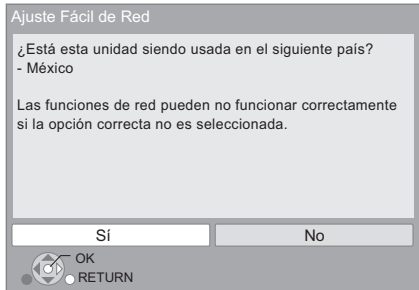 Ajuste Fácil de Red
¿Está esta unidad siendo usada en el siguiente país?
- México
Las funciones de red pueden no funcionar correctamente
si la opción correcta no es seleccionada.
Sí
No
OK
RETURN